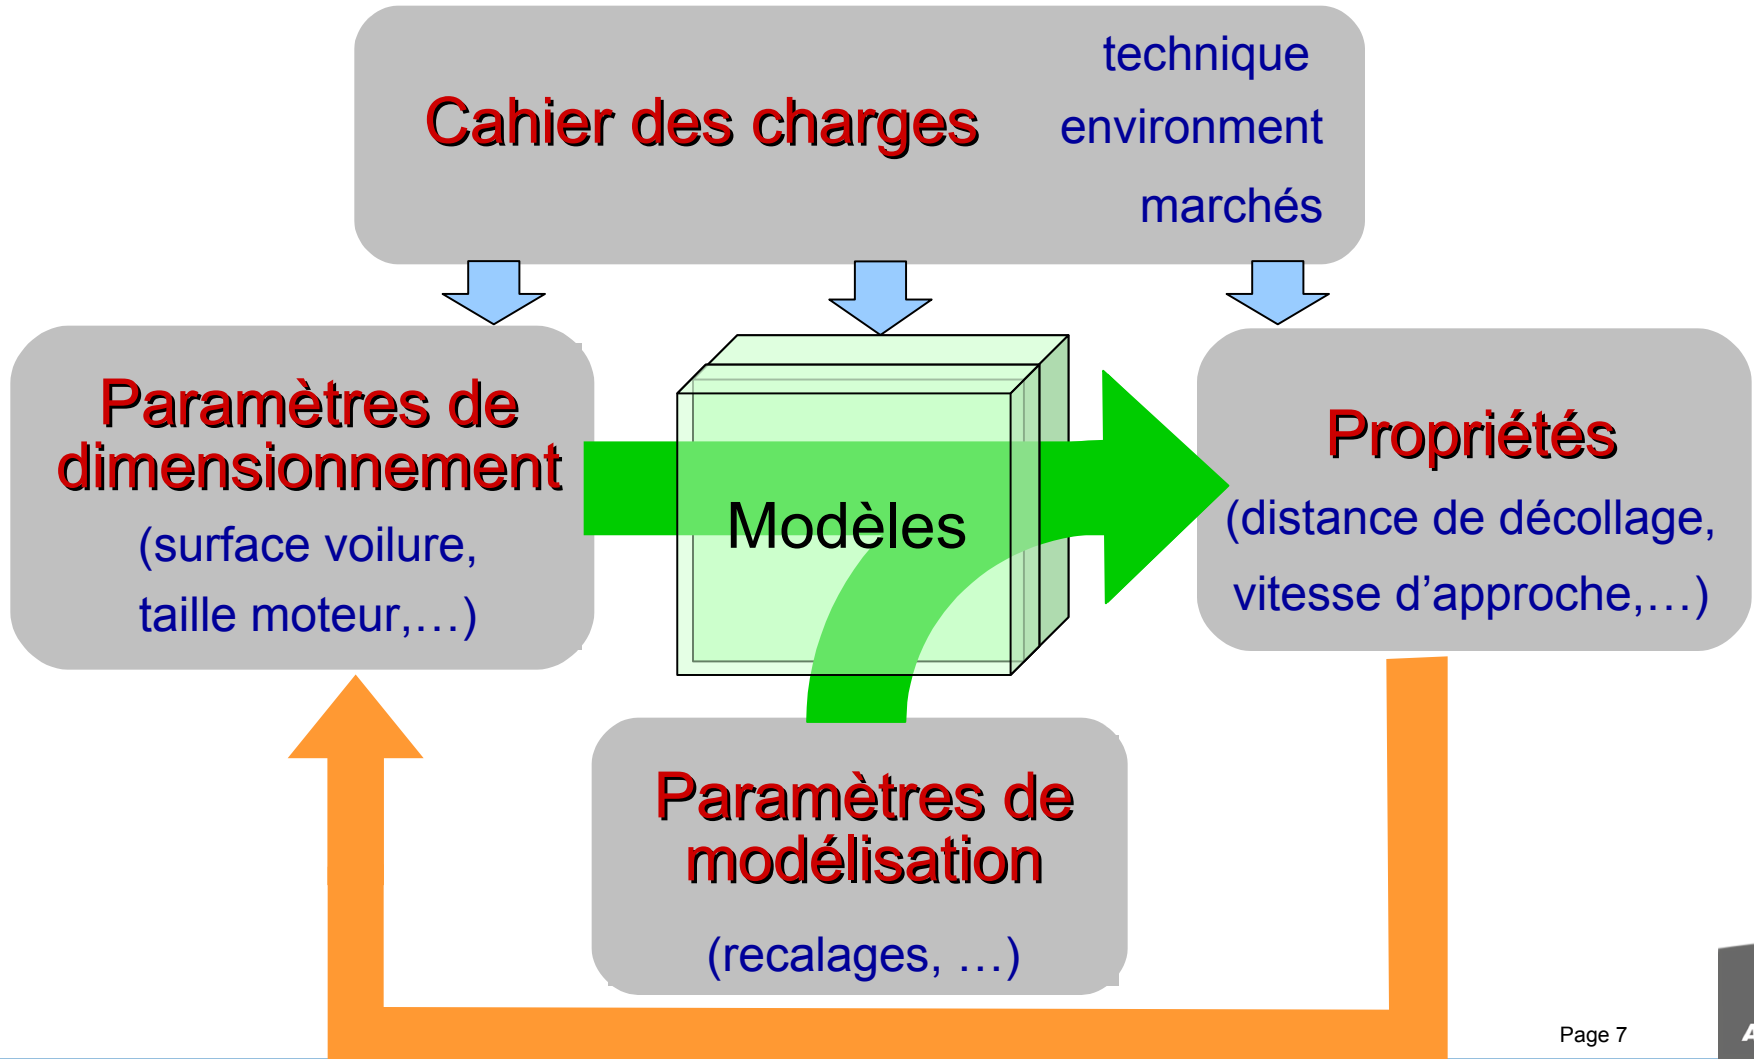 Cahier des charges
technique
environment
marchés
Paramètres de
dimensionnement
(surface voilure,
taille moteur,…)
Modèles
Propriétés
(distance de décollage,
vitesse d’approche,…)
Paramètres de
modélisation
(recalages, …)
Page 7